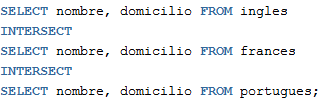 SELECT nombre, domicilio FROM ingles
INTERSECT
SELECT nombre, domicilio FROM frances
INTERSECT
SELECT nombre, domicilio FROM portugues;